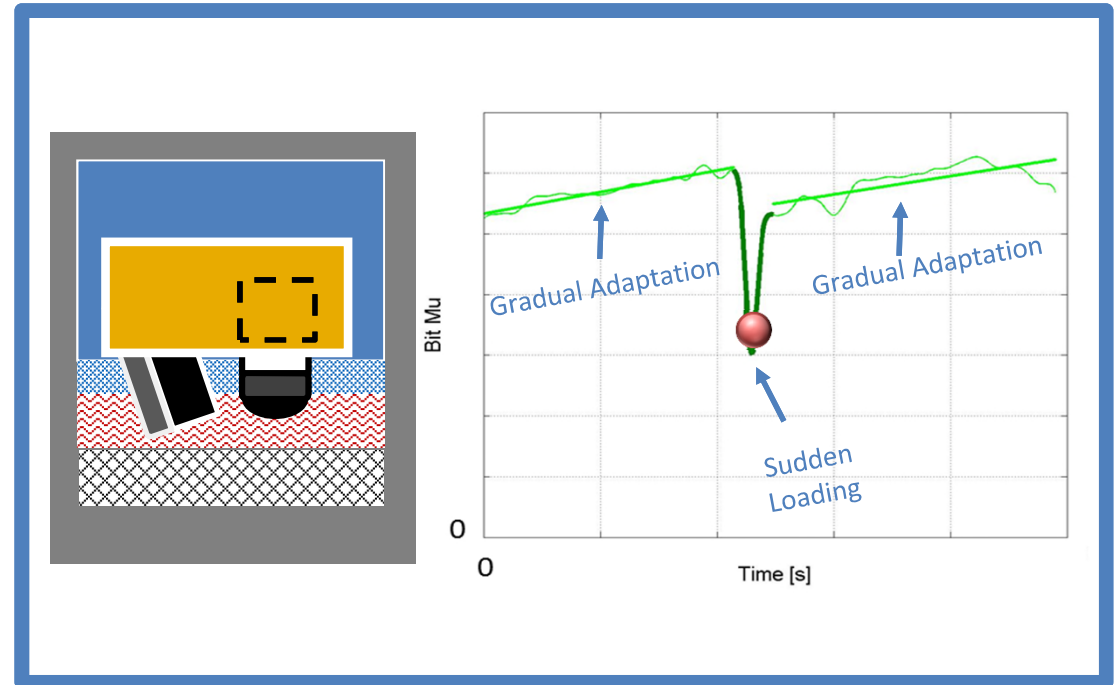 Gradual Adaptation
Gradual Adaptation
Bit Mu
Sudden
Loading
0
0
Time [s]